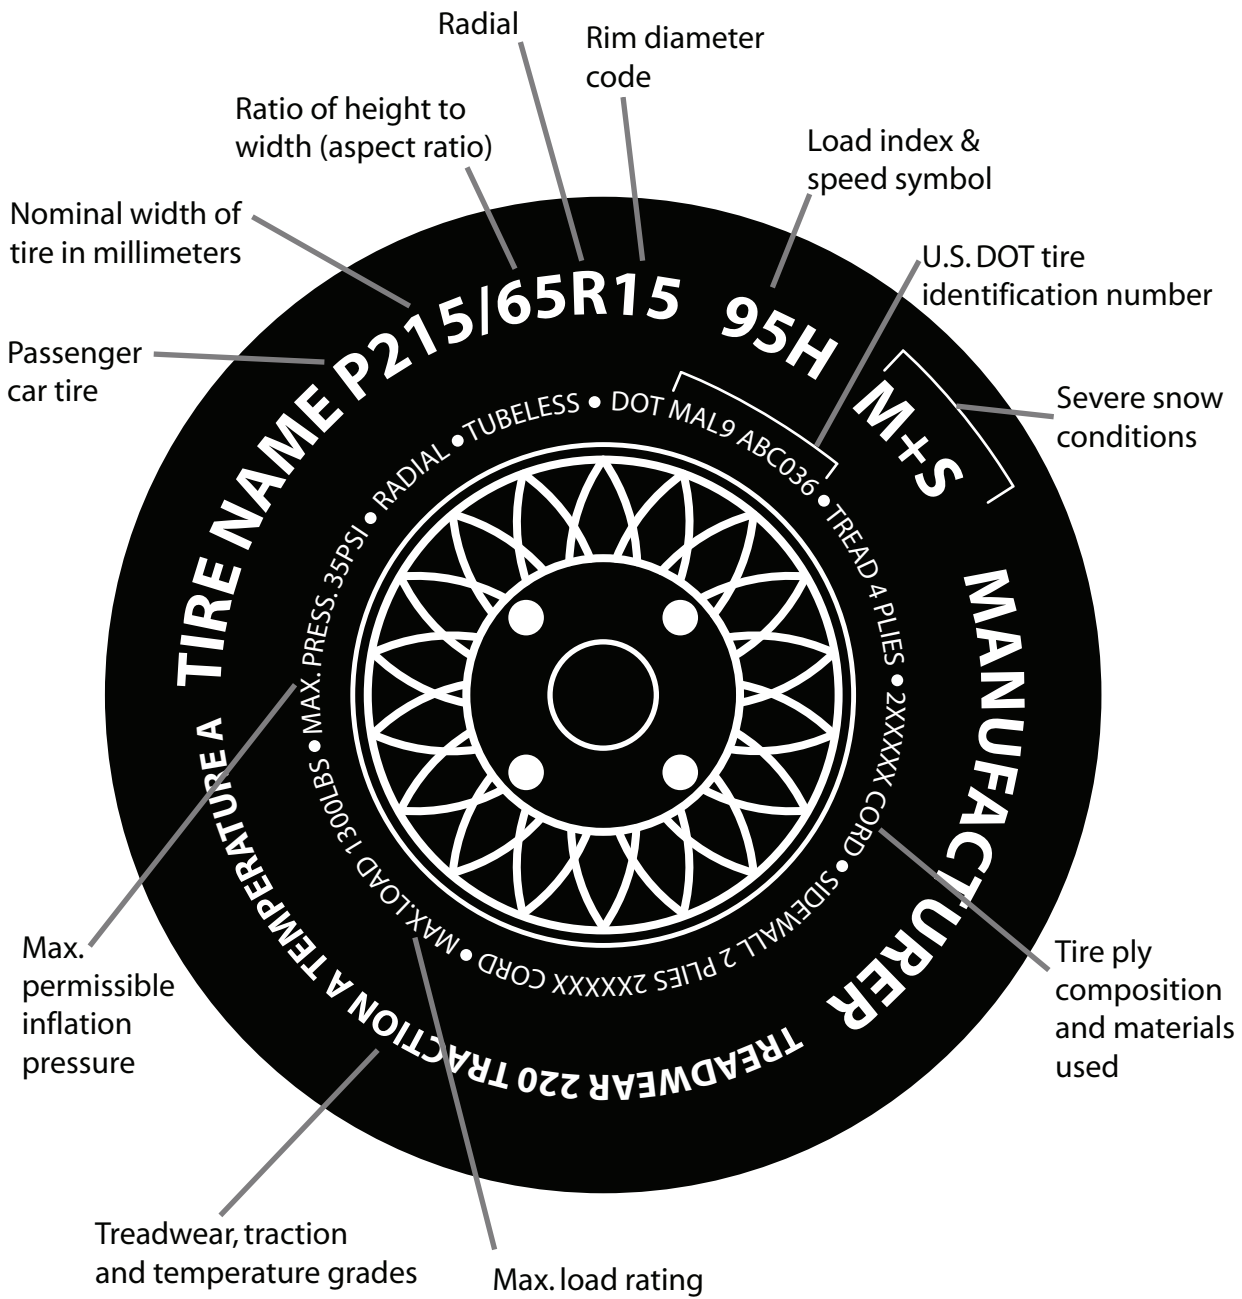 Radial
Rim diameter
code
Ratio of height to
width (aspect ratio)
Load index &
speed symbol
Nominal width of
tire in millimeters
U.S. DOT tire
identification number
Passenger
car tire
Severe snow
conditions
TIRE NAME P215/65R15 95H M+S
MANUFACTURER
TREADWEAR 220 TRACTION A TEMPERATURE A
MAX. PRESS. 35PSI • RADIAL • TUBELESS • DOT MAL9 ABC036 • TREAD 4 PLIES • 2XXXXX CORD • SIDEWALL 2 PLIES 2XXXXX CORD • MAX.LOAD 1300LBS •
Max.
permissible
inflation
pressure
Tire ply
composition
and materials
used
Treadwear, traction
and temperature grades
Max. load rating